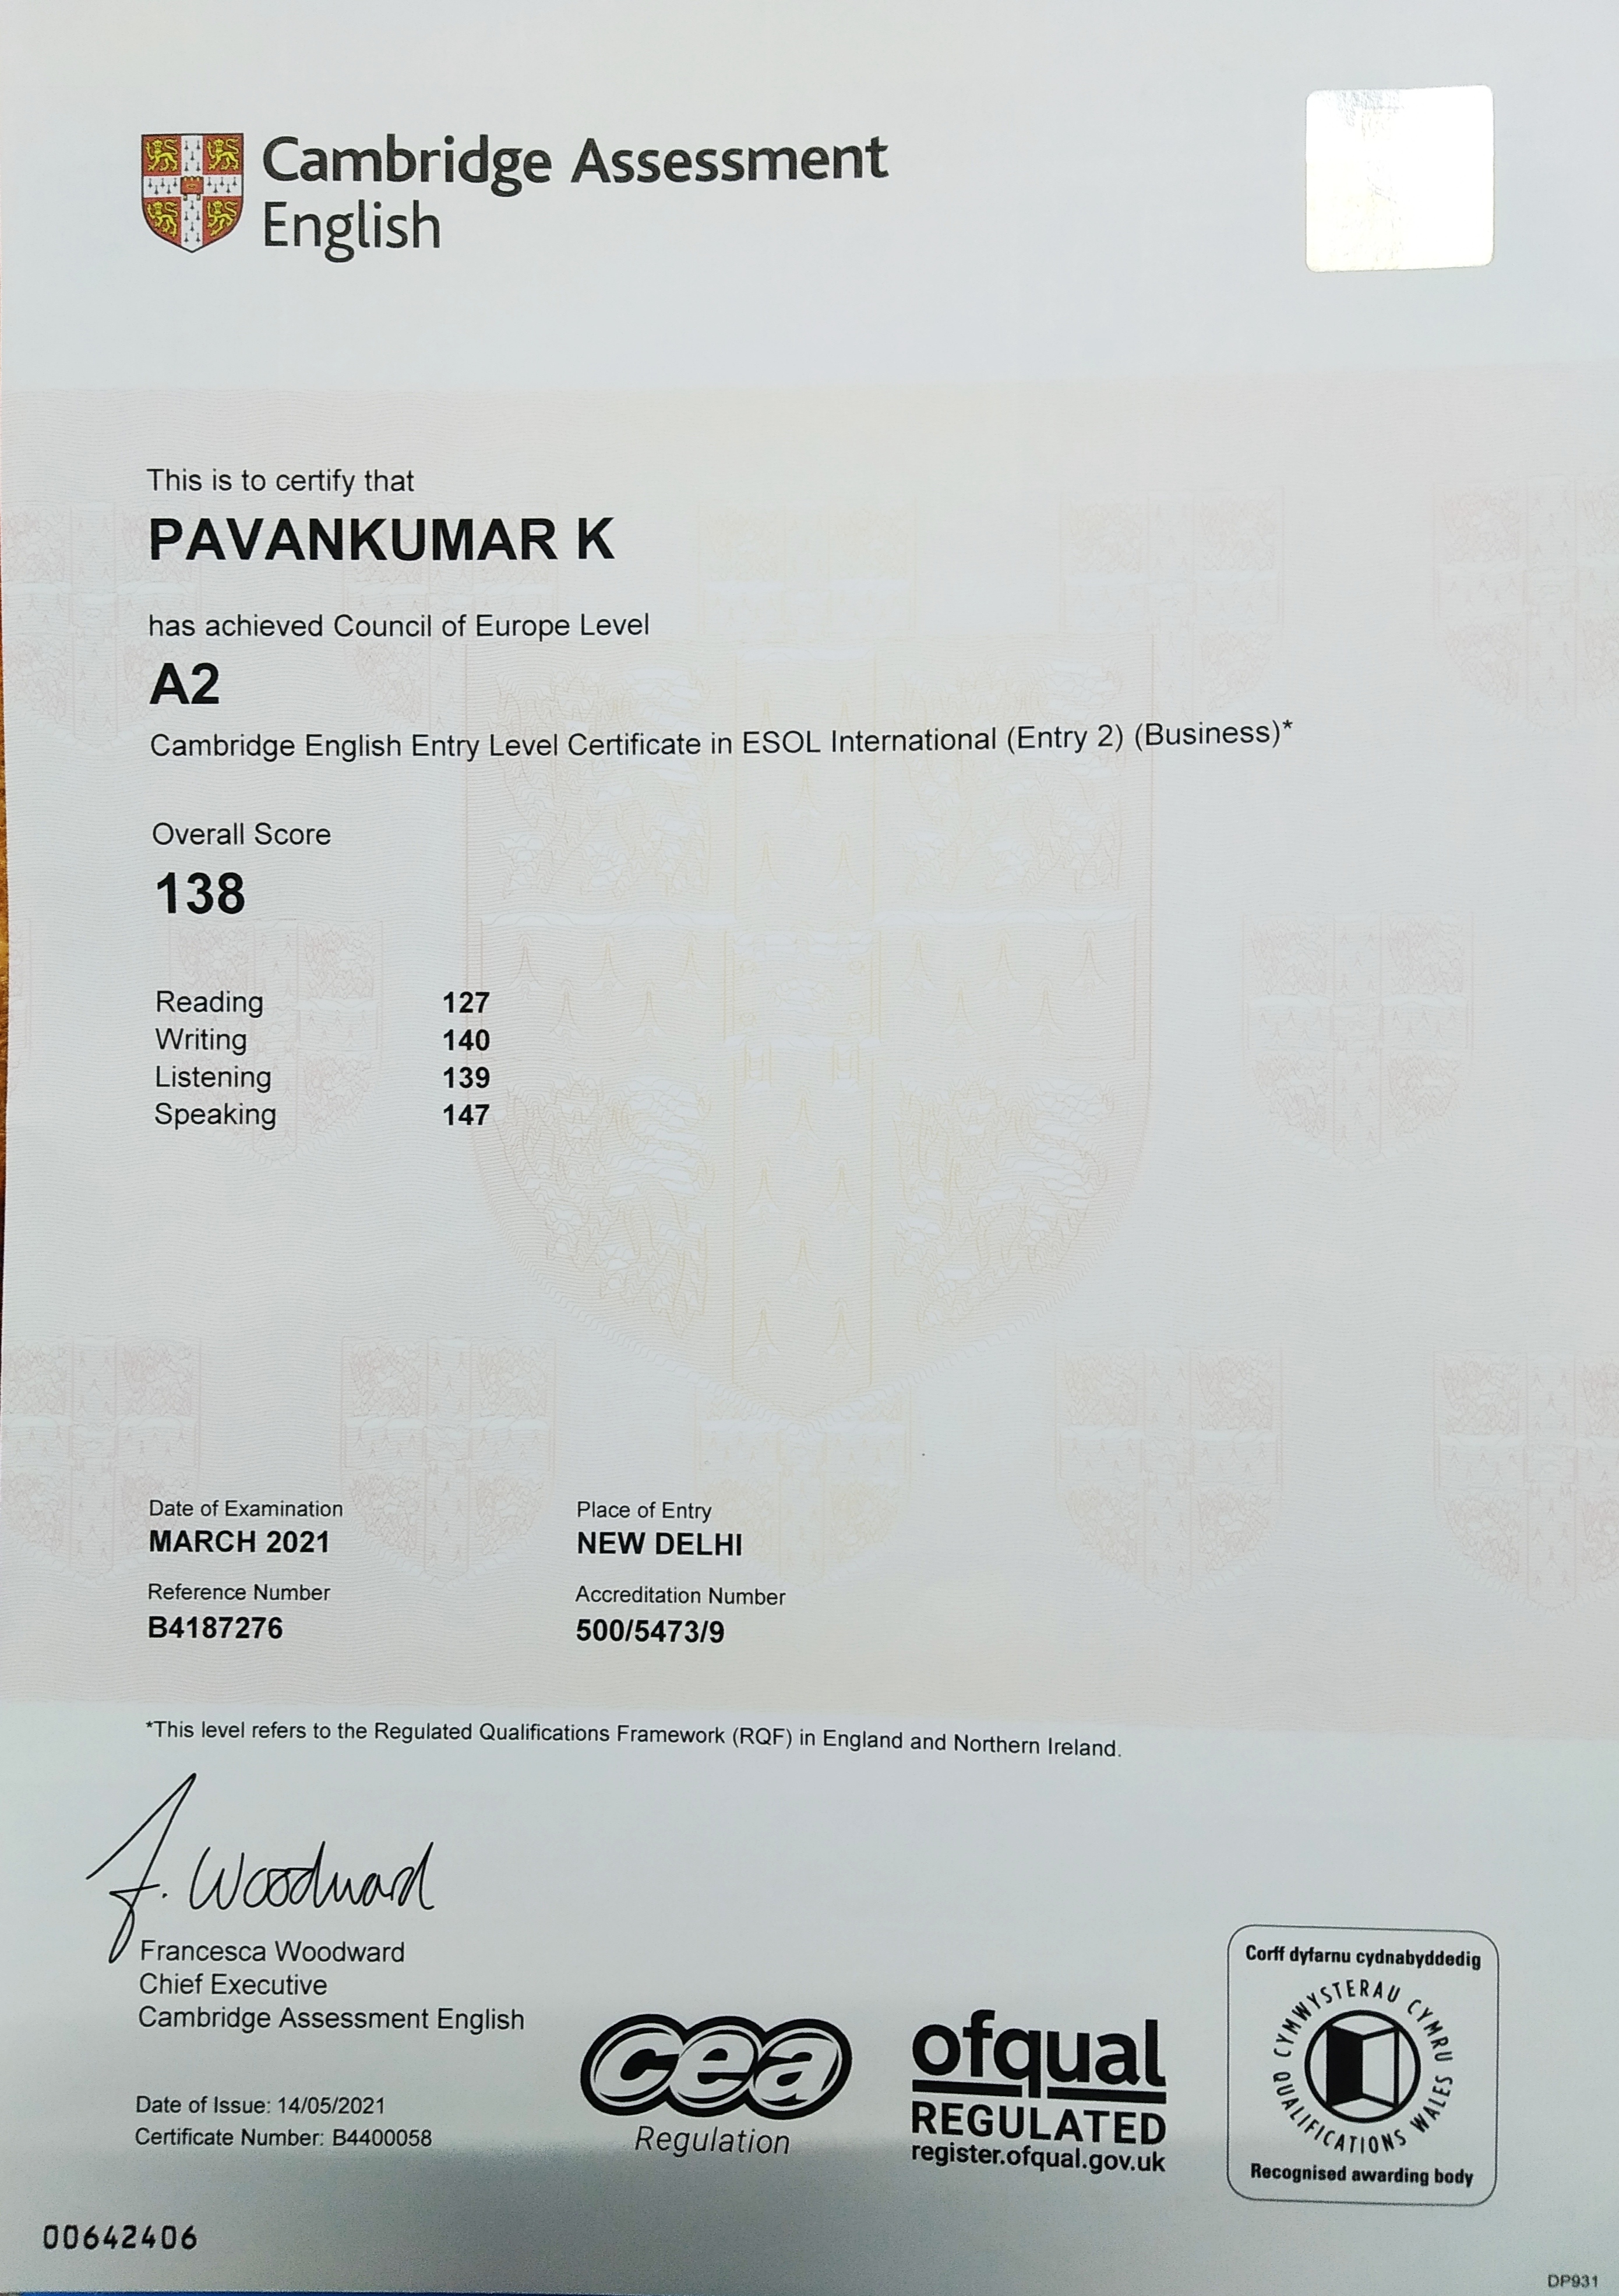 Cambridge Assessment
English
This is to certify that
PAVANKUMAR K
has achieved Council of Europe Level
A2
Cambridge English Entry Level Certificate in ESOL International (Entry 2) (Business)*
Overall Score
138
Reading 127
Writing 140
Listening 139
Speaking 147
Date of Examination
MARCH 2021
Place of Entry
NEW DELHI
Reference Number
B4187276
Accreditation Number
500/5473/9
*This level refers to the Regulated Qualifications Framework (RQF) in England and Northern Ireland.
F. Woodward
Francesca Woodward
Chief Executive
Cambridge Assessment English
Date of Issue: 14/05/2021
Certificate Number: B4400058
cea
Regulation
ofqual
REGULATED
register.ofqual.gov.uk
Corff dyfarnu cydnabyddedig
CYMWYSTERAU CYMRU
QUALIFICATIONS WALES
Recognised awarding body
00642406
DP931